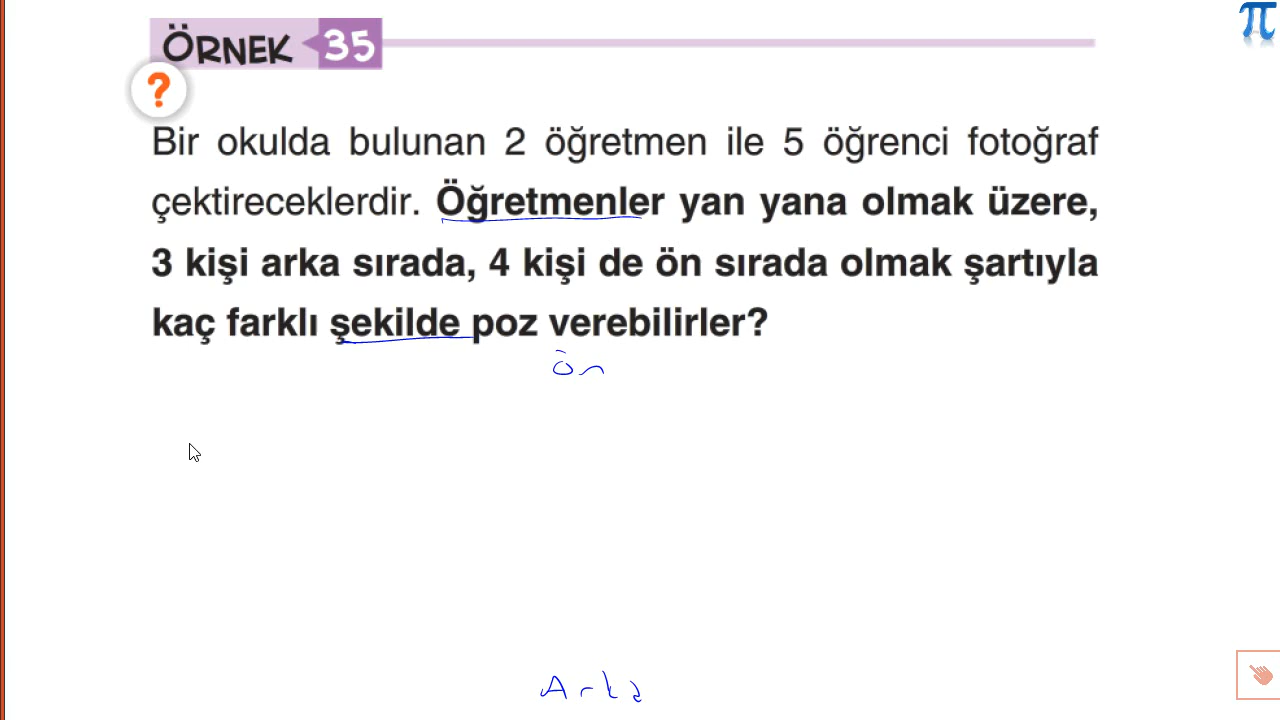 ÖRNEK 35
?
Bir okulda bulunan 2 öğretmen ile 5 öğrenci fotoğraf
çektireceklerdir. Öğretmenler yan yana olmak üzere,
3 kişi arka sırada, 4 kişi de ön sırada olmak şartıyla
kaç farklı şekilde poz verebilirler?
ön
Arka